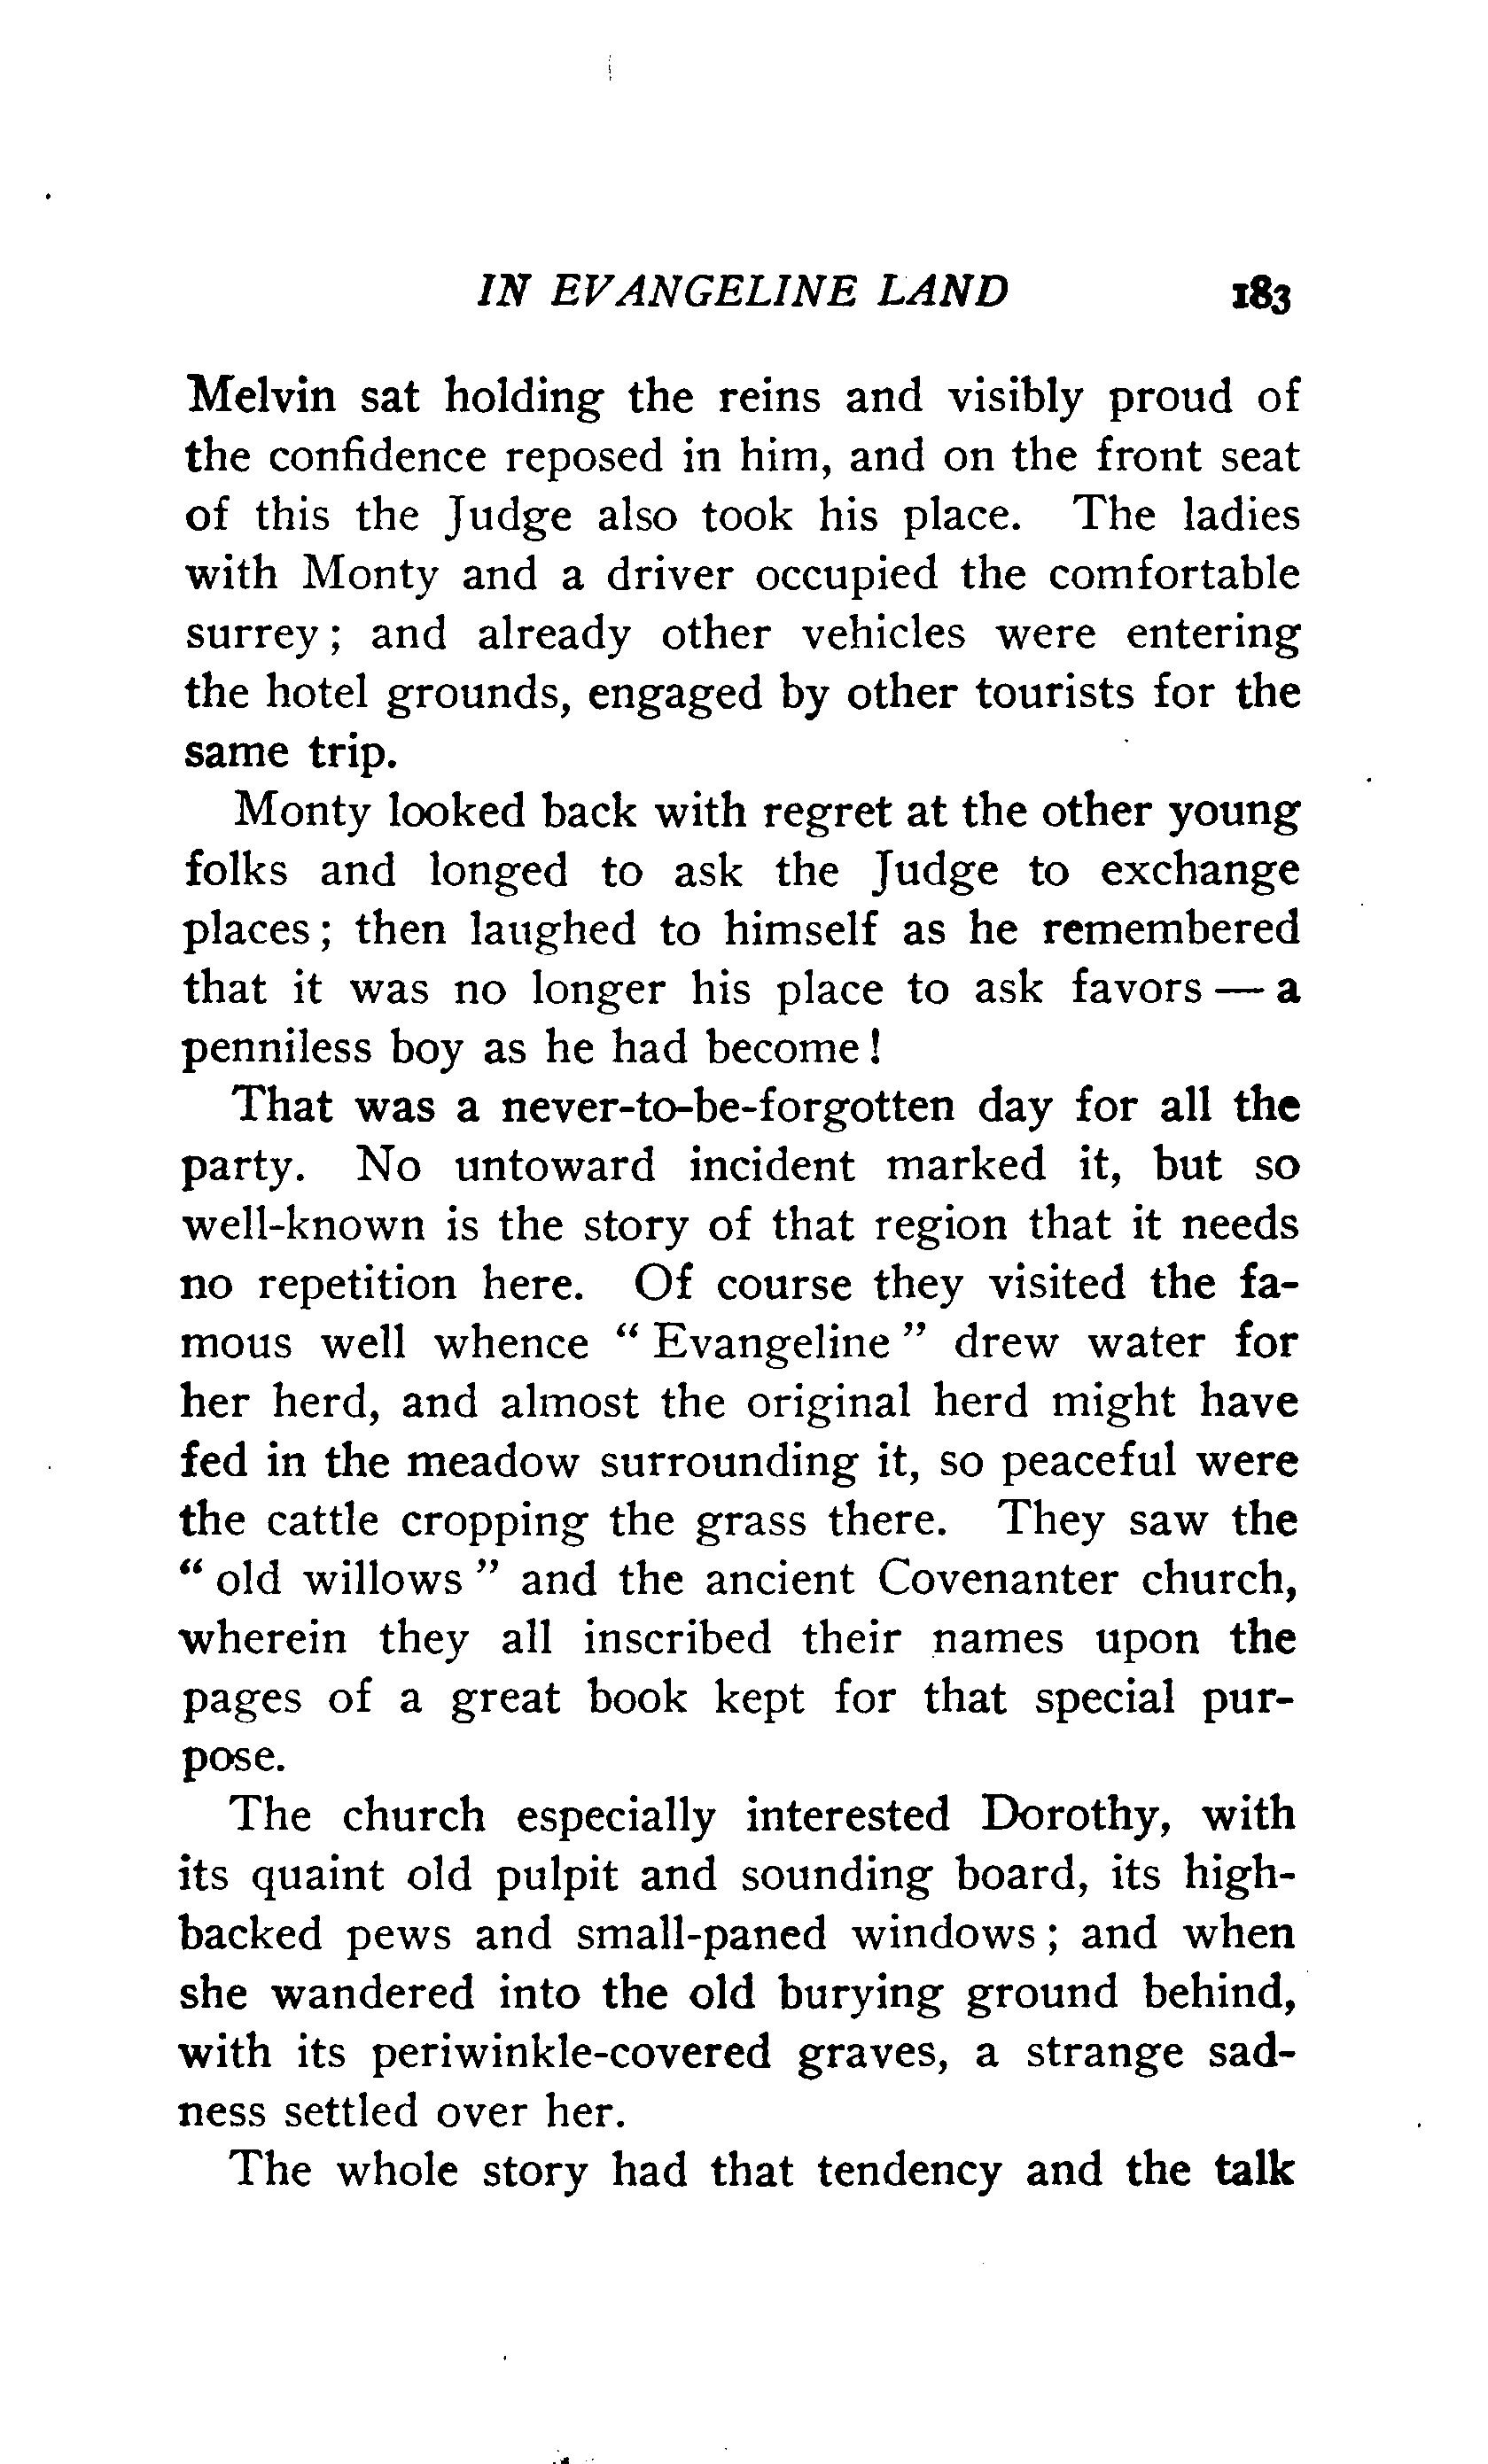 IN EVANGELINE LAND 183
Melvin sat holding the reins and visibly proud of
the confidence reposed in him, and on the front seat
of this the Judge also took his place. The ladies
with Monty and a driver occupied the comfortable
surrey; and already other vehicles were entering
the hotel grounds, engaged by other tourists for the
same trip.
Monty looked back with regret at the other young
folks and longed to ask the Judge to exchange
places; then laughed to himself as he remembered
that it was no longer his place to ask favors — a
penniless boy as he had become!
That was a never-to-be-forgotten day for all the
party. No untoward incident marked it, but so
well-known is the story of that region that it needs
no repetition here. Of course they visited the fa-
mous well whence “Evangeline” drew water for
her herd, and almost the original herd might have
fed in the meadow surrounding it, so peaceful were
the cattle cropping the grass there. They saw the
“old willows” and the ancient Covenanter church,
wherein they all inscribed their names upon the
pages of a great book kept for that special pur-
pose.
The church especially interested Dorothy, with
its quaint old pulpit and sounding board, its high-
backed pews and small-paned windows; and when
she wandered into the old burying ground behind,
with its periwinkle-covered graves, a strange sad-
ness settled over her.
The whole story had that tendency and the talk